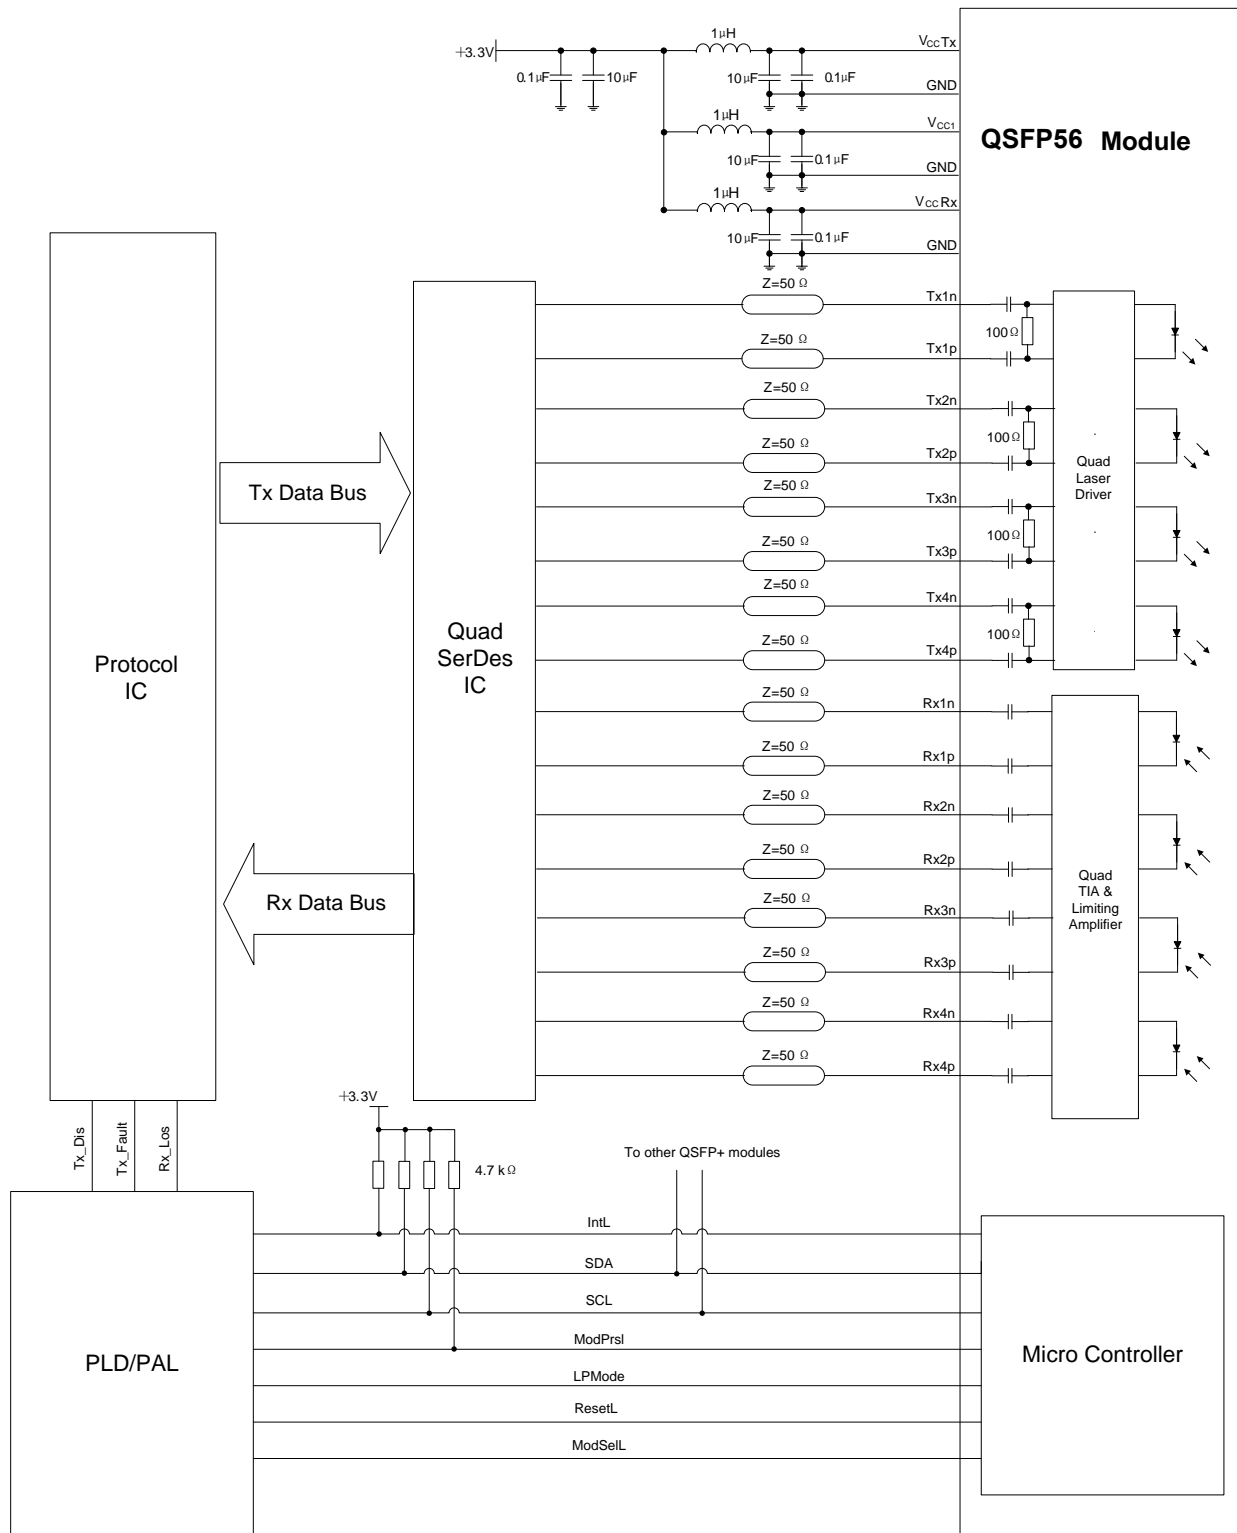 1μH
VCCTx
+3.3V
0.1μF
10μF
10μF
0.1μF
GND
1μH
VCC1
QSFP56 Module
10μF
0.1μF
GND
1μH
VCCRx
10μF
0.1μF
GND
Z=50 Ω
Tx1n
100Ω
Z=50 Ω
Tx1p
Z=50 Ω
Tx2n
100Ω
Z=50 Ω
Tx2p
Quad
Laser
Driver
Tx Data Bus
Z=50 Ω
Tx3n
100Ω
Z=50 Ω
Tx3p
Z=50 Ω
Tx4n
100Ω
Z=50 Ω
Tx4p
Quad
SerDes
IC
Protocol
IC
Z=50 Ω
Rx1n
Z=50 Ω
Rx1p
Z=50 Ω
Rx2n
Z=50 Ω
Rx2p
Quad
TIA &
Limiting
Amplifier
Rx Data Bus
Z=50 Ω
Rx3n
Z=50 Ω
Rx3p
Z=50 Ω
Rx4n
Z=50 Ω
Rx4p
+3.3V
Tx_Dis
Tx_Fault
Rx_Los
4.7 kΩ
To other QSFP+ modules
IntL
SDA
SCL
ModPrsl
LPMode
ResetL
ModSelL
PLD/PAL
Micro Controller